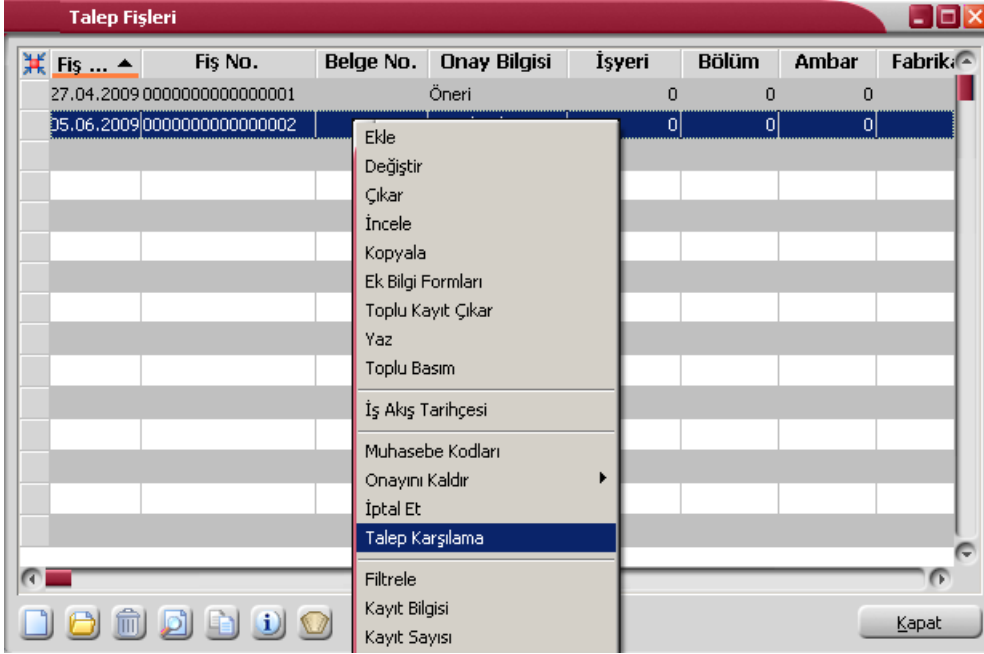 Talep Fişleri
Fiş ... Fiş No. Belge No. Onay Bilgisi İşyeri Bölüm Ambar
27.04.2009 0000000000000001 Öneri 0 0 0
05.06.2009 0000000000000002 0 0 0
Ekle
Değiştir
Çıkar
İncele
Kopyala
Ek Bilgi Formları
Toplu Kayıt Çıkar
Yaz
Toplu Basım
İş Akış Tarihçesi
Muhasebe Kodları
Onayını Kaldır
İptal Et
Talep Karşılama
Filtrele
Kayıt Bilgisi
Kayıt Sayısı
Kapat